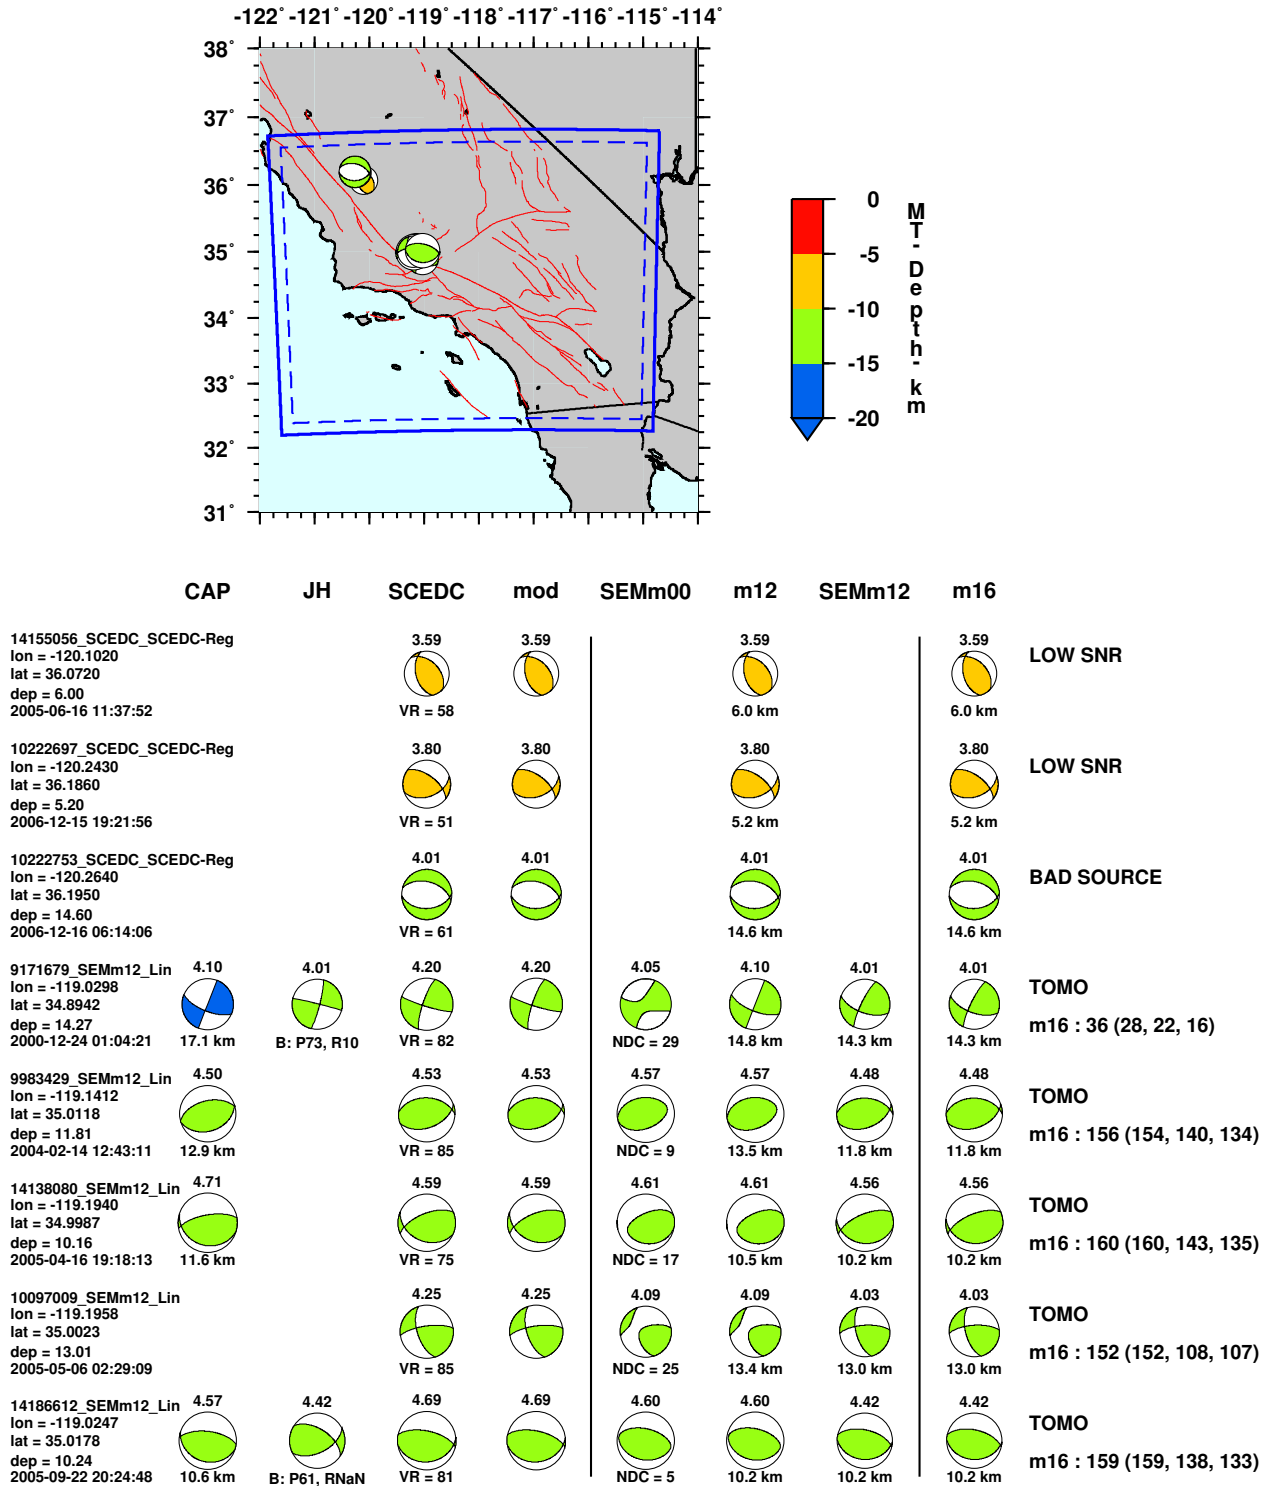 -122° -121° -120° -119° -118° -117° -116° -115° -114°
38°
37°
36°
35°
34°
33°
32°
31°
0
-5
-10
-15
-20
MT-Depth-km
CAP JH SCEDC mod SEMm00 m12 SEMm12 m16
14155056_SCEDC_SCEDC-Reg
lon = -120.1020
lat = 36.0720
dep = 6.00
2005-06-16 11:37:52
3.59 3.59 3.59 3.59
VR = 58 6.0 km 6.0 km
LOW SNR
10222697_SCEDC_SCEDC-Reg
lon = -120.2430
lat = 36.1860
dep = 5.20
2006-12-15 19:21:56
3.80 3.80 3.80 3.80
VR = 51 5.2 km 5.2 km
LOW SNR
10222753_SCEDC_SCEDC-Reg
lon = -120.2640
lat = 36.1950
dep = 14.60
2006-12-16 06:14:06
4.01 4.01 4.01 4.01
VR = 61 14.6 km 14.6 km
BAD SOURCE
9171679_SEMm12_Lin
lon = -119.0298
lat = 34.8942
dep = 14.27
2000-12-24 01:04:21
4.10 4.01 4.20 4.20 4.05 4.10 4.01 4.01
17.1 km B: P73, R10 VR = 82 NDC = 29 14.8 km 14.3 km 14.3 km
TOMO
m16 : 36 (28, 22, 16)
9983429_SEMm12_Lin
lon = -119.1412
lat = 35.0118
dep = 11.81
2004-02-14 12:43:11
4.50 4.53 4.53 4.57 4.57 4.48 4.48
12.9 km VR = 85 NDC = 9 13.5 km 11.8 km 11.8 km
TOMO
m16 : 156 (154, 140, 134)
14138080_SEMm12_Lin
lon = -119.1940
lat = 34.9987
dep = 10.16
2005-04-16 19:18:13
4.71 4.59 4.59 4.61 4.61 4.56 4.56
11.6 km VR = 75 NDC = 17 10.5 km 10.2 km 10.2 km
TOMO
m16 : 160 (160, 143, 135)
10097009_SEMm12_Lin
lon = -119.1958
lat = 35.0023
dep = 13.01
2005-05-06 02:29:09
4.25 4.25 4.09 4.09 4.03 4.03
VR = 85 NDC = 25 13.4 km 13.0 km 13.0 km
TOMO
m16 : 152 (152, 108, 107)
14186612_SEMm12_Lin
lon = -119.0247
lat = 35.0178
dep = 10.24
2005-09-22 20:24:48
4.57 4.42 4.69 4.69 4.60 4.60 4.42 4.42
10.6 km B: P61, RNaN VR = 81 NDC = 5 10.2 km 10.2 km 10.2 km
TOMO
m16 : 159 (159, 138, 133)